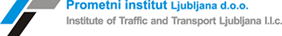 Prometni institut Ljubljana d.o.o.
Institute of Traffic and Transport Ljubljana l.l.c.